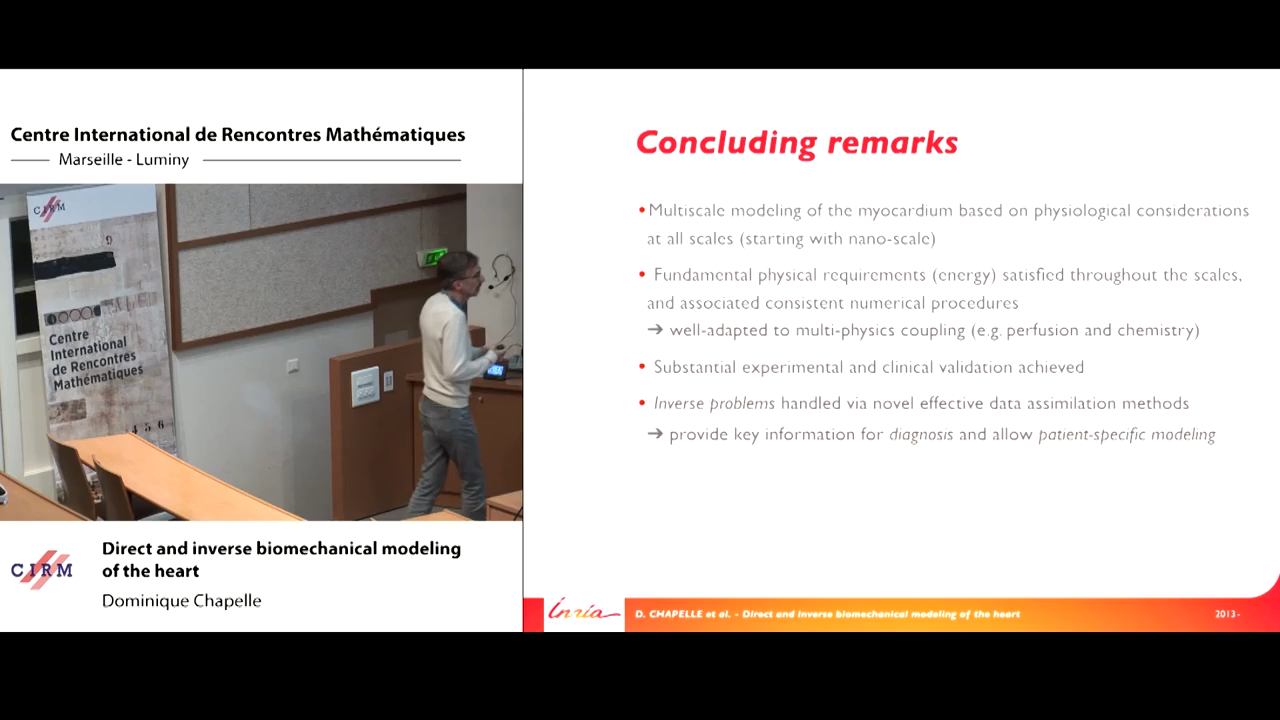 Centre International de Rencontres Mathématiques
Marseille - Luminy
CIRM
9
Centre
International
de Rencontres
Mathématiques
4 5 6
CIRM
Direct and inverse biomechanical modeling
of the heart
Dominique Chapelle
Concluding remarks
• Multiscale modeling of the myocardium based on physiological considerations
at all scales (starting with nano-scale)
• Fundamental physical requirements (energy) satisfied throughout the scales,
and associated consistent numerical procedures
➔ well-adapted to multi-physics coupling (e.g. perfusion and chemistry)
• Substantial experimental and clinical validation achieved
• Inverse problems handled via novel effective data assimilation methods
➔ provide key information for diagnosis and allow patient-specific modeling
Inria
D. CHAPELLE et al. - Direct and inverse biomechanical modeling of the heart
2013-